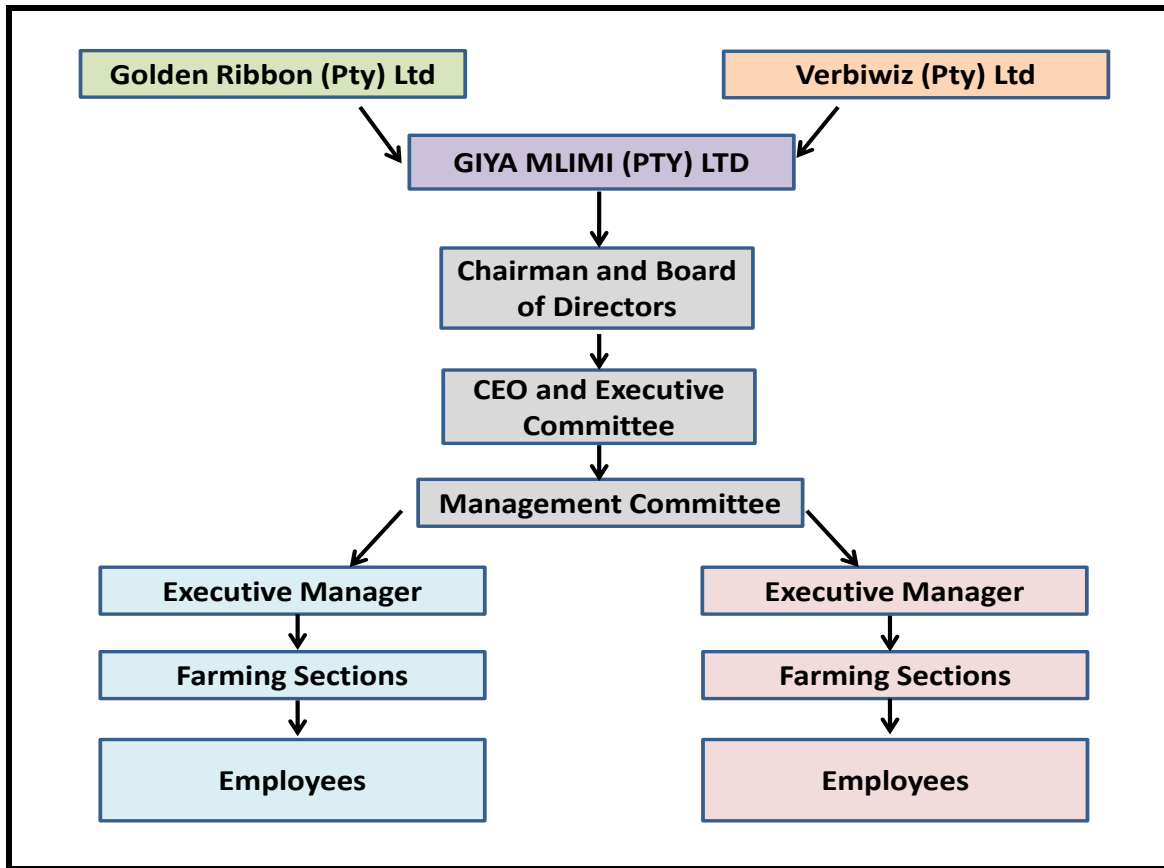 Golden Ribbon (Pty) Ltd
Verbiwiz (Pty) Ltd
GIYA MLIMI (PTY) LTD
Chairman and Board
of Directors
CEO and Executive
Committee
Management Committee
Executive Manager
Executive Manager
Farming Sections
Farming Sections
Employees
Employees